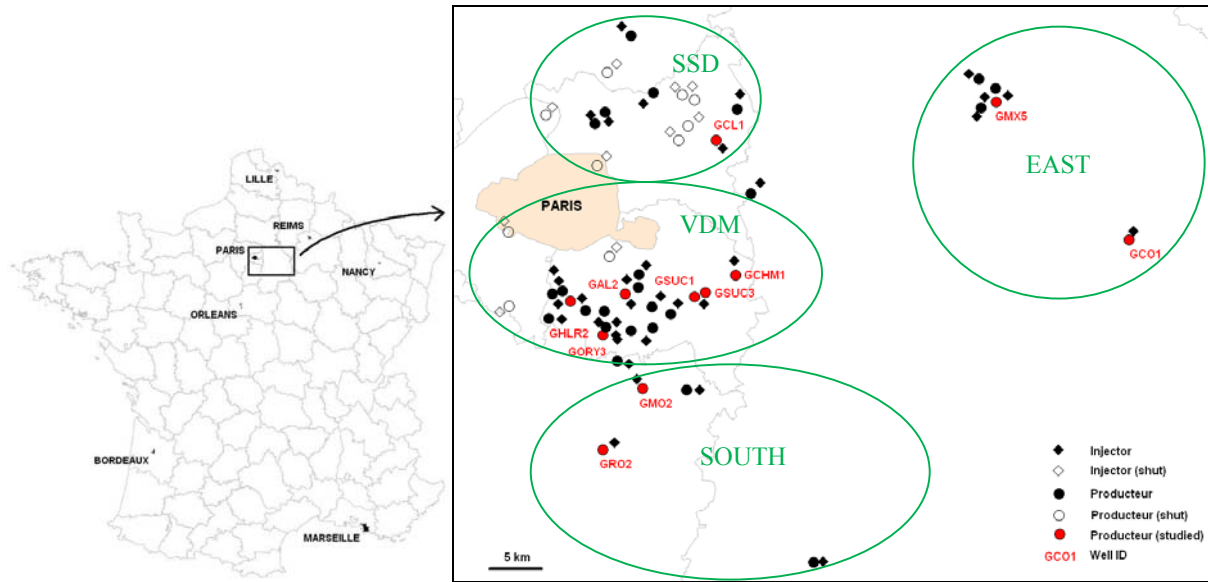 LILLE
REIMS
PARIS
NANCY
ORLEANS
BORDEAUX
MARSEILLE
SSD
GCL1
PARIS
VDM
GAL2
GSUC1
GCHM1
GSUC3
GHLR2
GORY3
GMO2
GRO2
SOUTH
EAST
GMX5
GCO1
5 km
Injector
Injector (shut)
Producteur
Producteur (shut)
Producteur (studied)
GCO1 Well ID